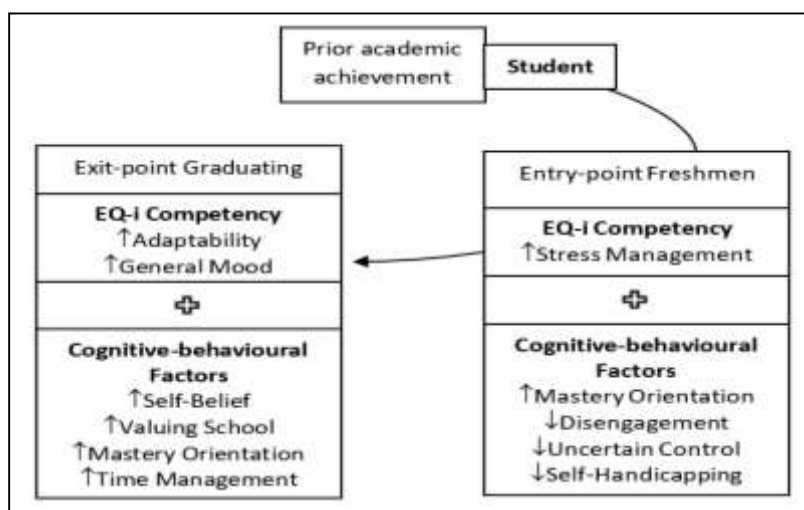 Prior academic
achievement
Student
Exit-point Graduating
EQ-i Competency
↑Adaptability
↑General Mood
Cognitive-behavioural
Factors
↑Self-Belief
↑Valuing School
↑Mastery Orientation
↑Time Management
Entry-point Freshmen
EQ-i Competency
↑Stress Management
Cognitive-behavioural
Factors
↑Mastery Orientation
↓Disengagement
↓Uncertain Control
↓Self-Handicapping